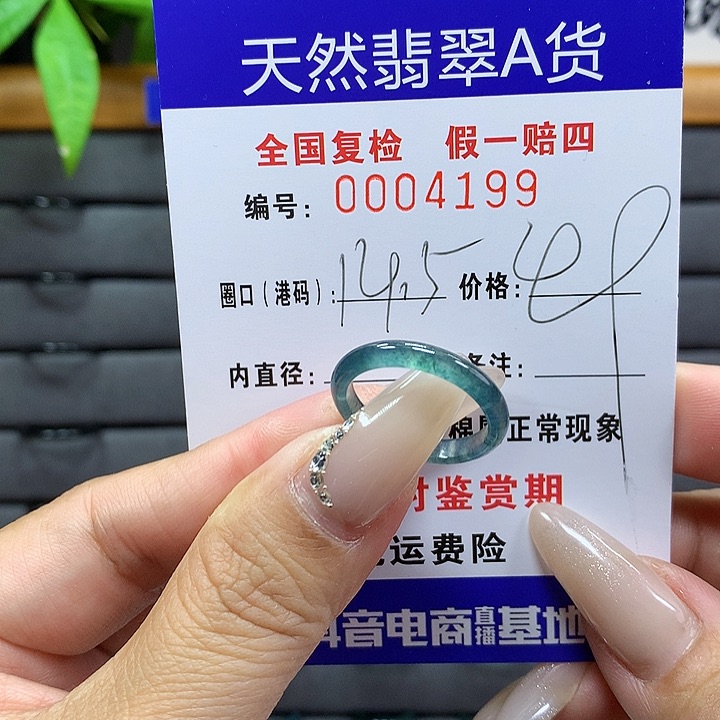 天然翡翠A货
全国复检 假一赔四
编号: 0004199
圈口(港码): 14.5 价格:
内直径: 备注:
正常现象
鉴赏期
运费险
音电商直播基地